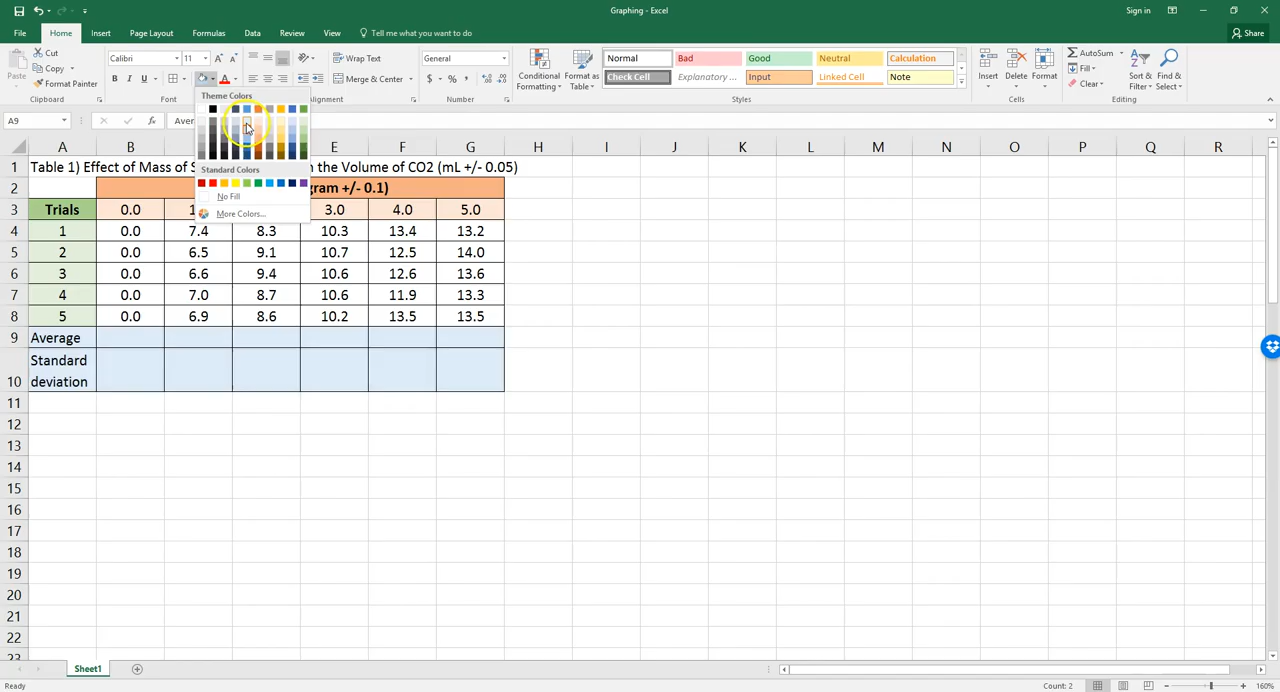 Graphing - Excel
Sign in
File Home Insert Page Layout Formulas Data Review View Tell me what you want to do
Share
Paste
Cut
Copy
Format Painter
Clipboard
Calibri 11
B I U
Font
Wrap Text
Merge & Center
Alignment
General
$ % ,
Number
Conditional Formatting
Format as Table
Normal Bad Good Neutral Calculation
Check Cell Explanatory ... Input Linked Cell Note
Styles
Insert Delete Format
Cells
AutoSum
Fill
Clear
Sort & Filter
Find & Select
Editing
Theme Colors
Standard Colors
No Fill
More Colors...
A9
fx
Aver
A B E F G H I J K L M N O P Q R
1 Table 1) Effect of Mass of S n the Volume of CO2 (mL +/- 0.05)
2 gram +/- 0.1)
3 Trials 0.0 1 3.0 4.0 5.0
4 1 0.0 7.4 8.3 10.3 13.4 13.2
5 2 0.0 6.5 9.1 10.7 12.5 14.0
6 3 0.0 6.6 9.4 10.6 12.6 13.6
7 4 0.0 7.0 8.7 10.6 11.9 13.3
8 5 0.0 6.9 8.6 10.2 13.5 13.5
9 Average
Standard
10 deviation
11
12
13
14
15
16
17
18
19
20
21
22
23
Sheet1
Ready
Count: 2
160%